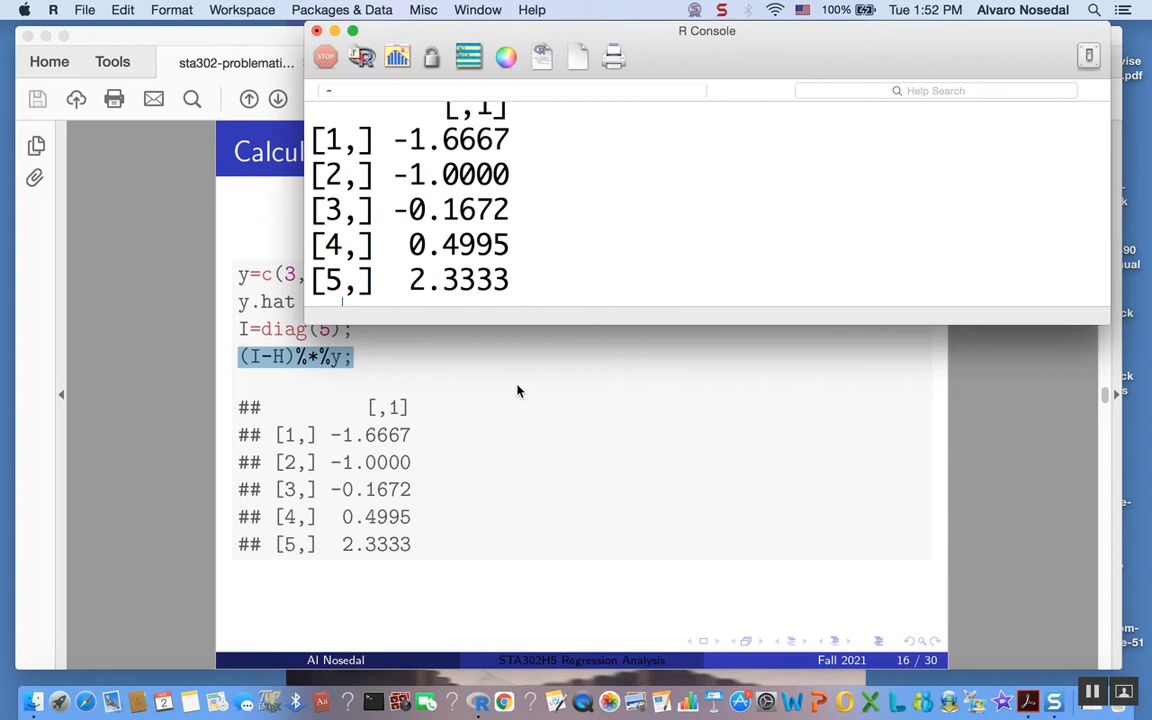 R File Edit Format Workspace Packages & Data Misc Window Help 100% Tue 1:52 PM Alvaro Nosedal
R Console
Home Tools sta302-problemati...
STOP
- Help Search
[,1]
[1,] -1.6667
[2,] -1.0000
[3,] -0.1672
[4,] 0.4995
[5,] 2.3333
Calcul
y=c(3,
y.hat
I=diag(5);
(I-H)%*%y;
## [,1]
## [1,] -1.6667
## [2,] -1.0000
## [3,] -0.1672
## [4,] 0.4995
## [5,] 2.3333
Al Nosedal STA302H5 Regression Analysis Fall 2021 16 / 30
.pdf